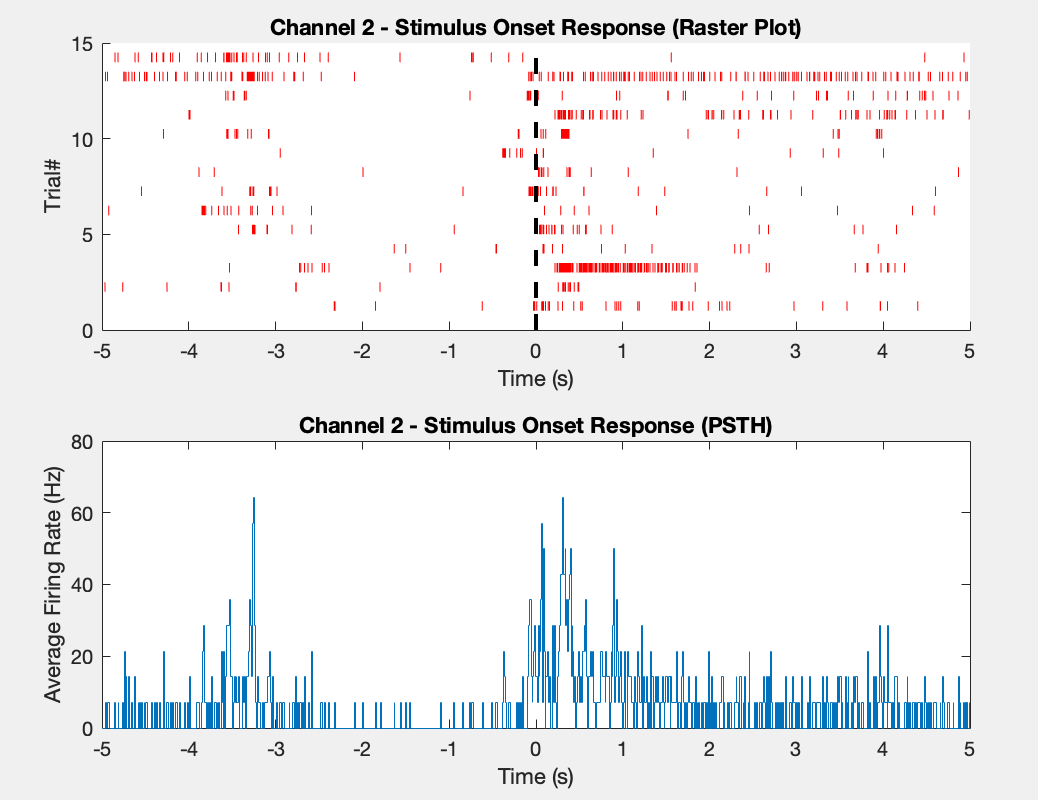 Channel 2 - Stimulus Onset Response (Raster Plot)
15
10
5
0
Trial#
-5 -4 -3 -2 -1 0 1 2 3 4 5
Time (s)
Channel 2 - Stimulus Onset Response (PSTH)
80
60
40
20
0
Average Firing Rate (Hz)
-5 -4 -3 -2 -1 0 1 2 3 4 5
Time (s)